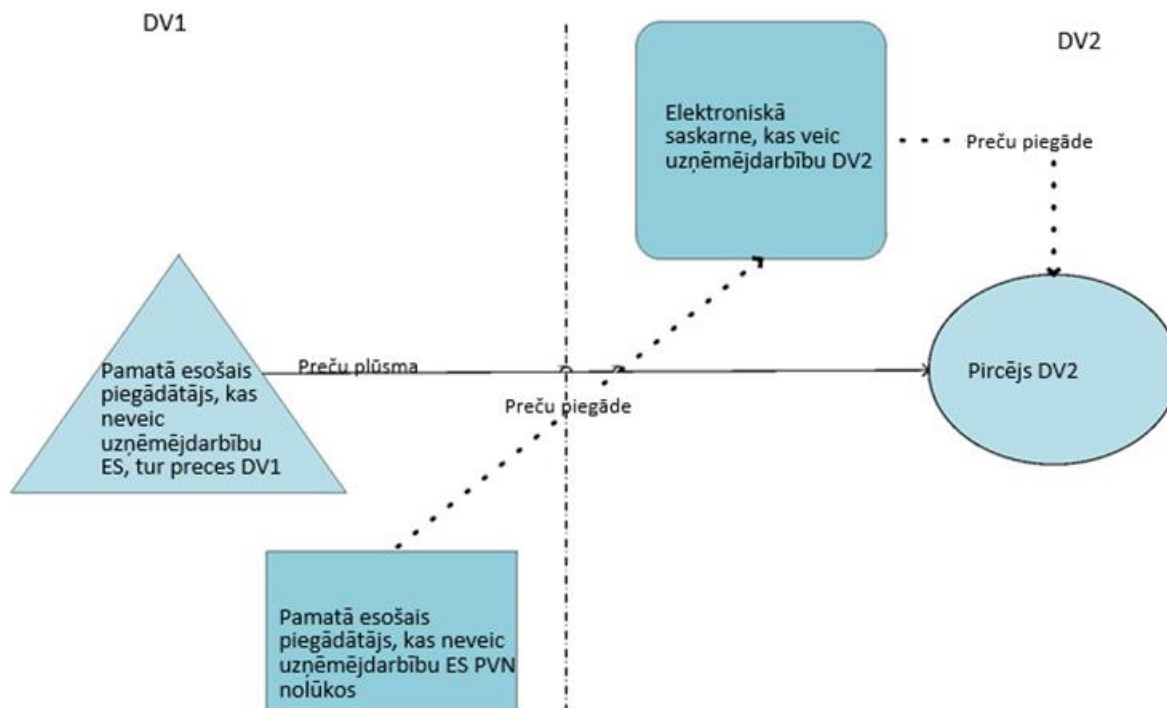 DV1
DV2
Elektroniskā
saskarne, kas veic
uzņēmējdarbību DV2
Preču piegāde
Pamatā esošais
piegādātājs, kas
neveic
uzņēmējdarbību
ES, tur preces DV1
Preču plūsma
Pircējs DV2
Preču piegāde
Pamatā esošais
piegādātājs, kas neveic
uzņēmējdarbību ES PVN
nolūkos